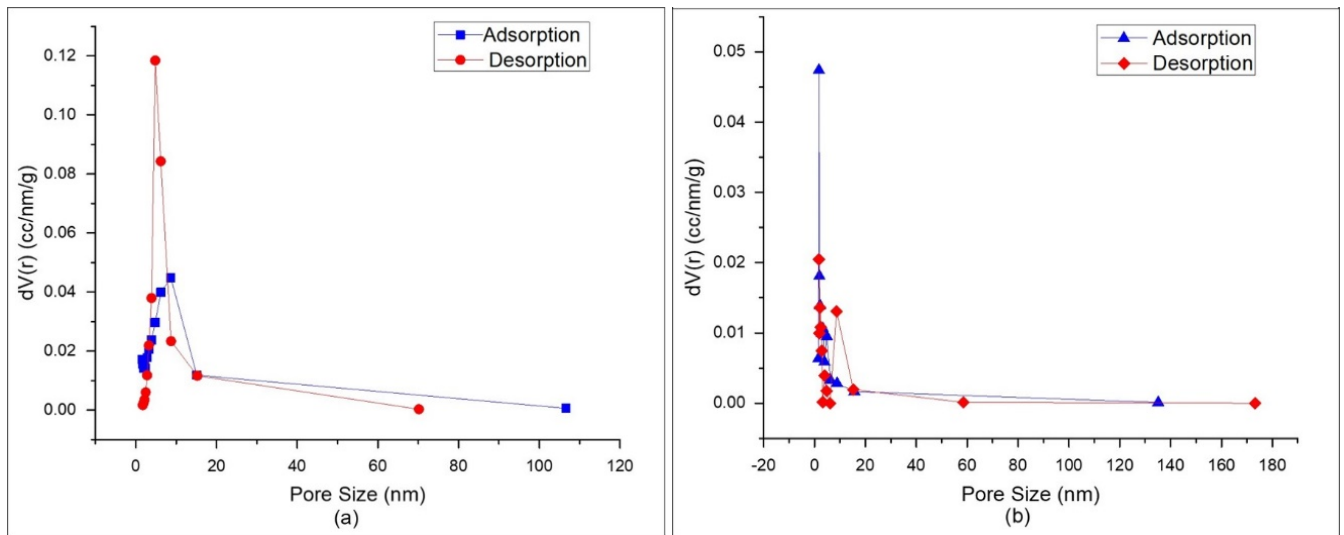 Adsorption
Desorption
0.12
0.10
0.08
0.06
0.04
0.02
0.00
dV(r) (cc/nm/g)
0 20 40 60 80 100 120
Pore Size (nm)
(a)
Adsorption
Desorption
0.05
0.04
0.03
0.02
0.01
0.00
dV(r) (cc/nm/g)
-20 0 20 40 60 80 100 120 140 160 180
Pore Size (nm)
(b)